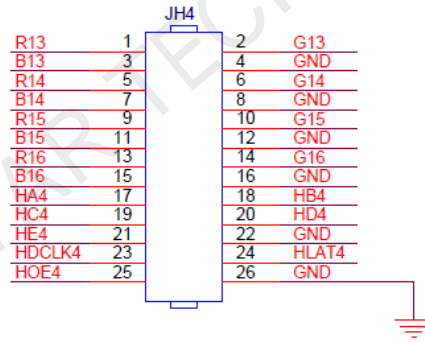 JH4
R13 1 2 G13
B13 3 4 GND
R14 5 6 G14
B14 7 8 GND
R15 9 10 G15
B15 11 12 GND
R16 13 14 G16
B16 15 16 GND
HA4 17 18 HB4
HC4 19 20 HD4
HE4 21 22 GND
HDCLK4 23 24 HLAT4
HOE4 25 26 GND